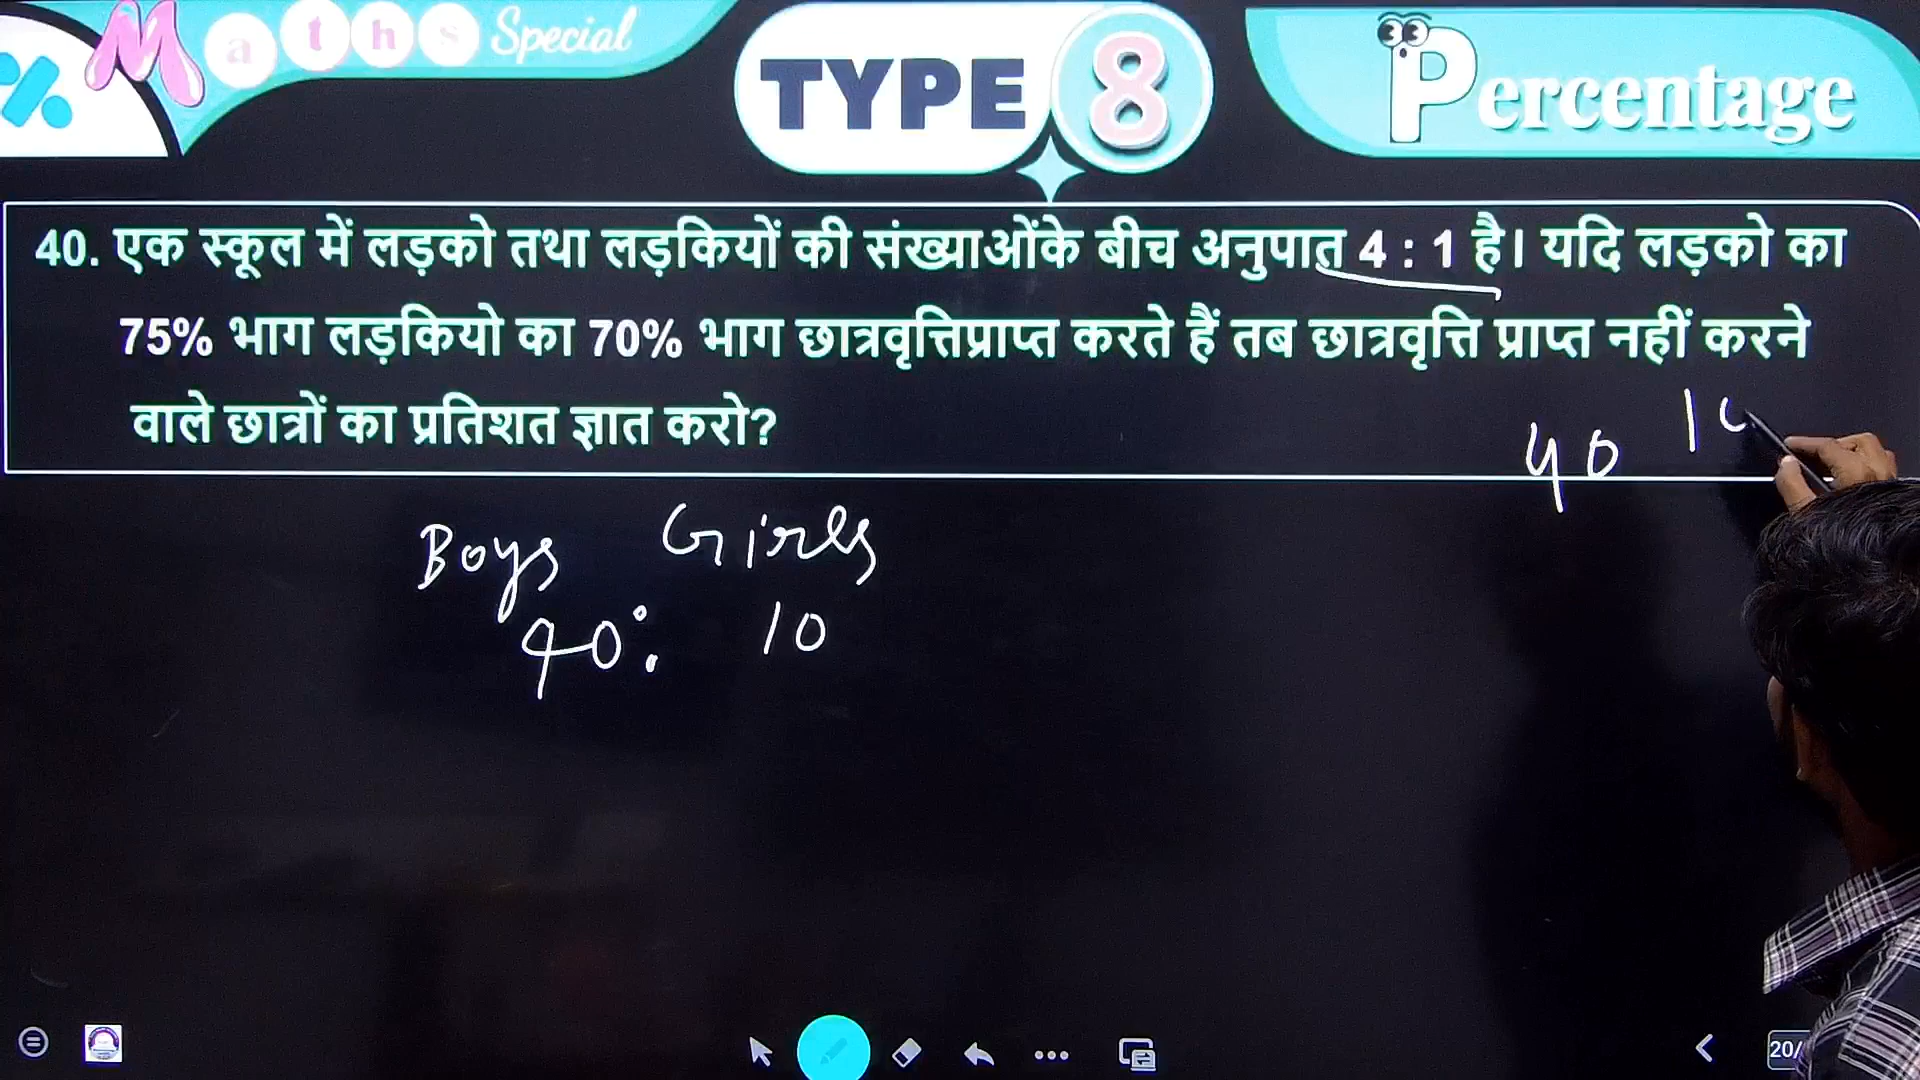 Maths Special
TYPE 8
Percentage
40. एक स्कूल में लड़को तथा लड़कियों की संख्याओंके बीच अनुपात 4 : 1 है। यदि लड़को का
75% भाग लड़कियो का 70% भाग छात्रवृत्तिप्राप्त करते हैं तब छात्रवृत्ति प्राप्त नहीं करने
वाले छात्रों का प्रतिशत ज्ञात करो?
40 10
Boys Girls
40 : 10
20/